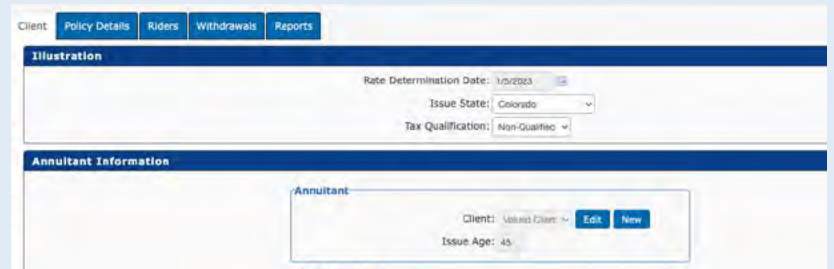 Client Policy Details Riders Withdrawals Reports
Illustration
Rate Determination Date: 1/5/2023
Issue State: Colorado
Tax Qualification: Non-Qualified
Annuitant Information
Annuitant
Client: Valued Client Edit New
Issue Age: 45